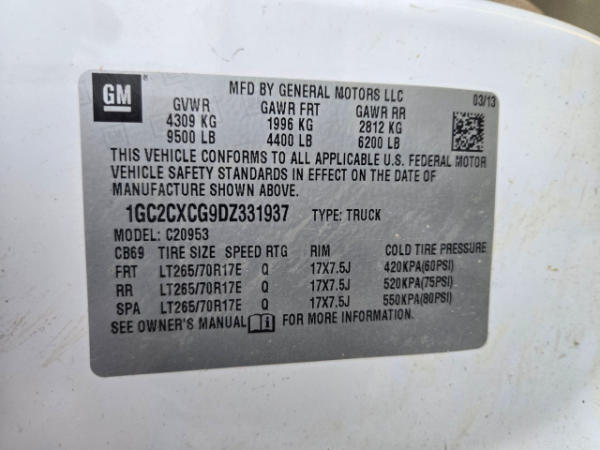 GM
MFD BY GENERAL MOTORS LLC
03/13
GVWR GAWR FRT GAWR RR
4309 KG 1996 KG 2812 KG
9500 LB 4400 LB 6200 LB
THIS VEHICLE CONFORMS TO ALL APPLICABLE U.S. FEDERAL MOTOR
VEHICLE SAFETY STANDARDS IN EFFECT ON THE DATE OF
MANUFACTURE SHOWN ABOVE.
1GC2CXCG9DZ331937 TYPE: TRUCK
MODEL: C20953
CB69 TIRE SIZE SPEED RTG RIM COLD TIRE PRESSURE
FRT LT265/70R17E Q 17X7.5J 420KPA(60PSI)
RR LT265/70R17E Q 17X7.5J 520KPA(75PSI)
SPA LT265/70R17E Q 17X7.5J 550KPA(80PSI)
SEE OWNER'S MANUAL FOR MORE INFORMATION.